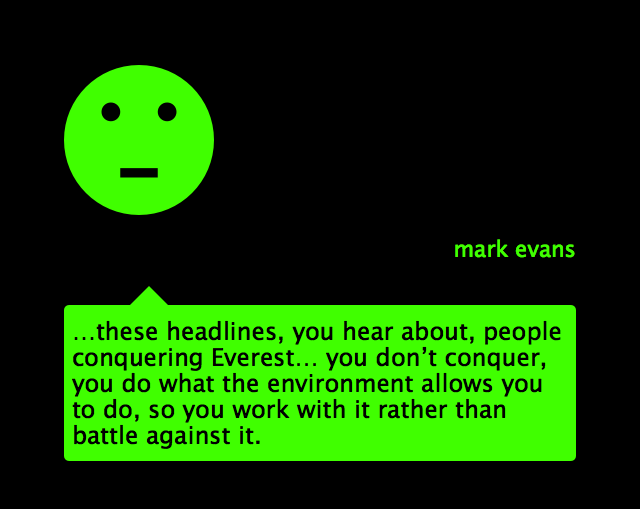 mark evans
…these headlines, you hear about, people
conquering Everest… you don’t conquer,
you do what the environment allows you
to do, so you work with it rather than
battle against it.